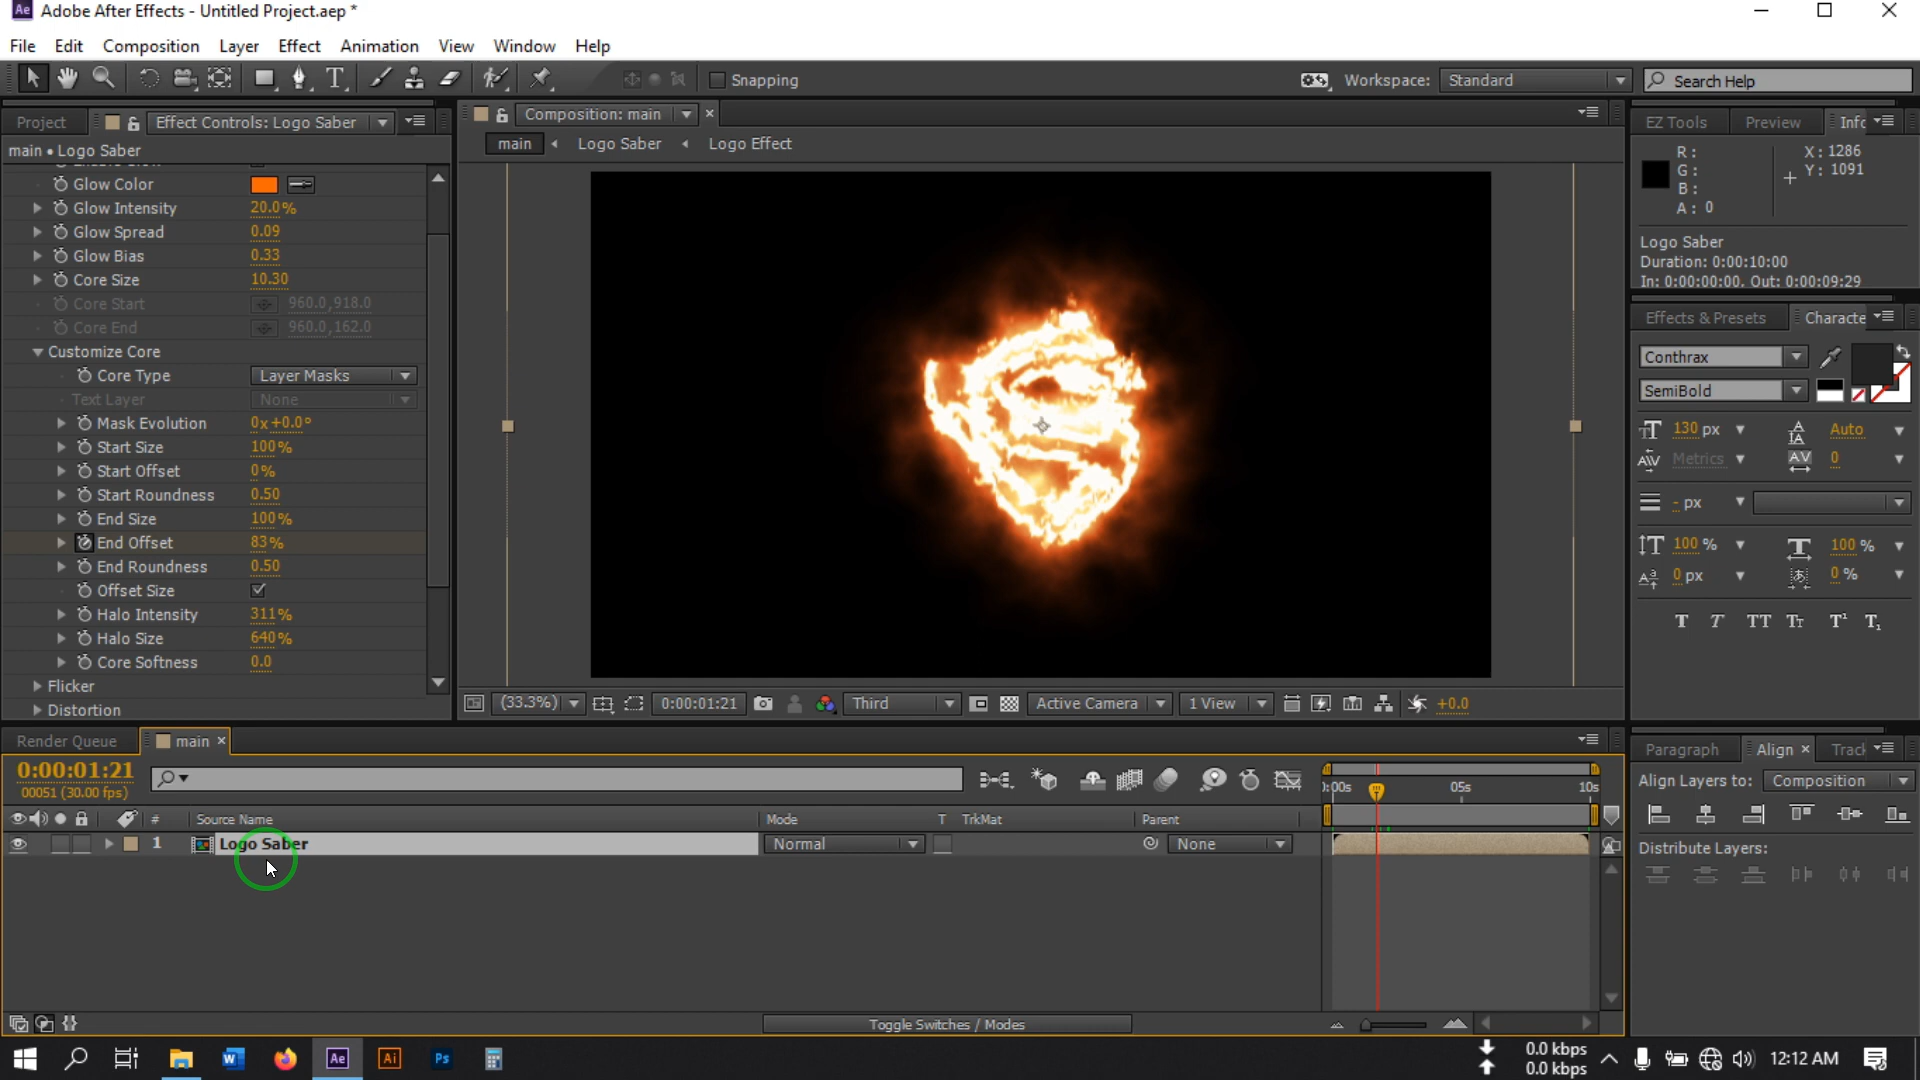 Adobe After Effects - Untitled Project.aep *
File Edit Composition Layer Effect Animation View Window Help
Snapping
Workspace: Standard
Search Help
Project
Effect Controls: Logo Saber
main • Logo Saber
Glow Color
Glow Intensity 20.0%
Glow Spread 0.09
Glow Bias 0.33
Core Size 10.30
Core Start 960.0,918.0
Core End 960.0,162.0
Customize Core
Core Type Layer Masks
Text Layer None
Mask Evolution 0x+0.0°
Start Size 100%
Start Offset 0%
Start Roundness 0.50
End Size 100%
End Offset 83%
End Roundness 0.50
Offset Size
Halo Intensity 311%
Halo Size 640%
Core Softness 0.0
Flicker
Distortion
Composition: main
main Logo Saber Logo Effect
(33.3%) 0:00:01:21 Third Active Camera 1 View +0.0
EZ Tools Preview Info
R:
G:
B:
A: 0
X: 1286
Y: 1091
Logo Saber
Duration: 0:00:10:00
In: 0:00:00:00. Out: 0:00:09:29
Effects & Presets Characte
Conthrax
SemiBold
130 px Auto
Metrics 0
- px
100 % 100 %
0 px 0 %
T T TT Tt T1 T1
Render Queue main
0:00:01:21
00051 (30.00 fps)
):00s 05s 10s
# Source Name Mode T TrkMat Parent
1 Logo Saber Normal None
Toggle Switches / Modes
Paragraph Align Track
Align Layers to: Composition
Distribute Layers:
Ae Ai Ps
0.0 kbps
0.0 kbps
12:12 AM